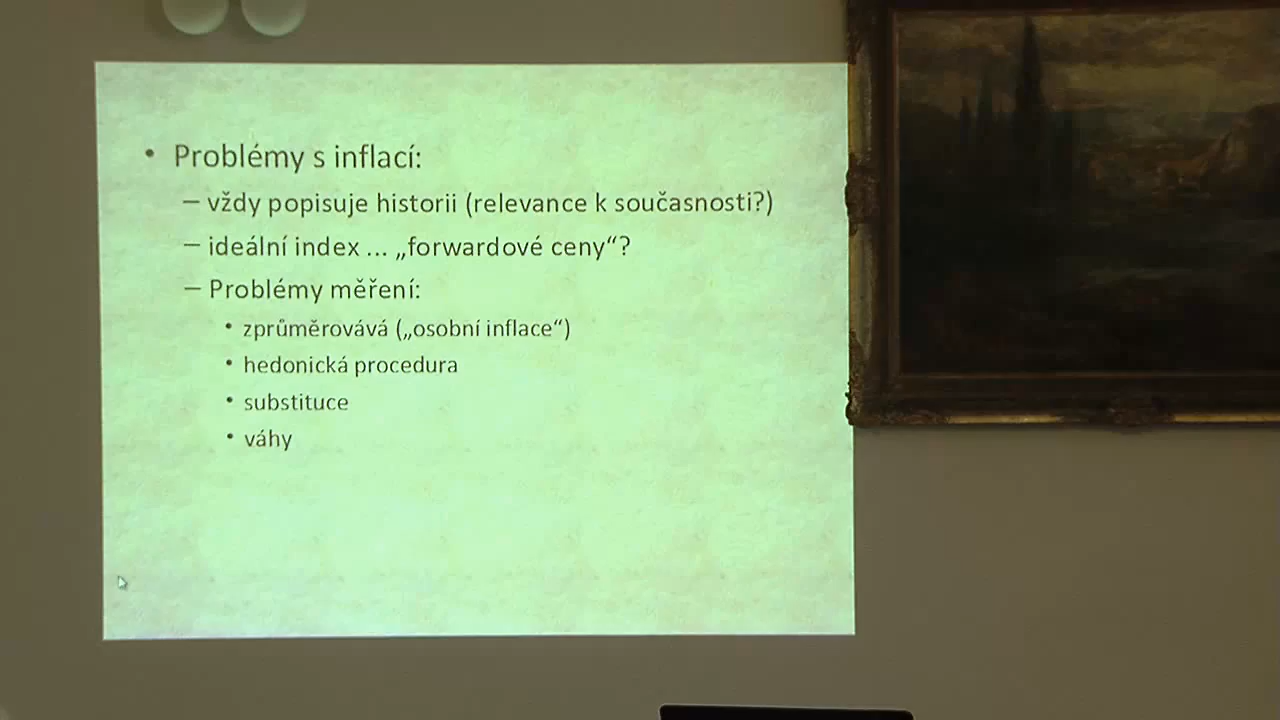 • Problémy s inflací:
– vždy popisuje historii (relevance k současnosti?)
– ideální index ... „forwardové ceny“?
– Problémy měření:
• zprůměrovává („osobní inflace“)
• hedonická procedura
• substituce
• váhy